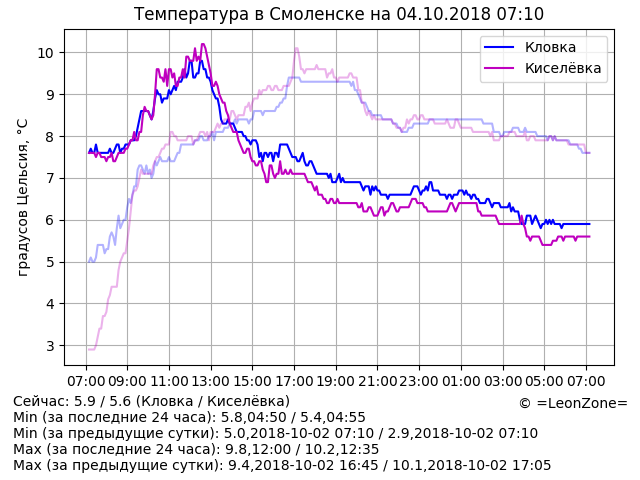 Температура в Смоленске на 04.10.2018 07:10
Кловка
Киселёвка
градусов Цельсия, °C
10
9
8
7
6
5
4
3
07:00 09:00 11:00 13:00 15:00 17:00 19:00 21:00 23:00 01:00 03:00 05:00 07:00
Сейчас: 5.9 / 5.6 (Кловка / Киселёвка)
© =LeonZone=
Min (за последние 24 часа): 5.8,04:50 / 5.4,04:55
Min (за предыдущие сутки): 5.0,2018-10-02 07:10 / 2.9,2018-10-02 07:10
Max (за последние 24 часа): 9.8,12:00 / 10.2,12:35
Max (за предыдущие сутки): 9.4,2018-10-02 16:45 / 10.1,2018-10-02 17:05